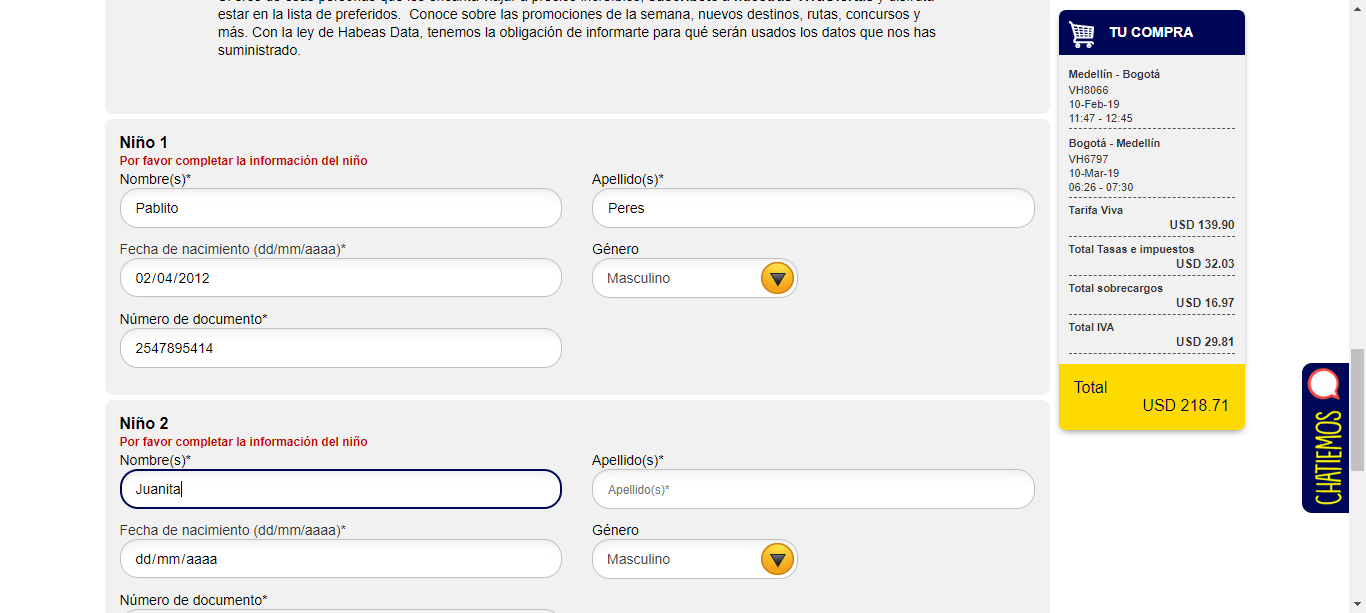 estar en la lista de preferidos. Conoce sobre las promociones de la semana, nuevos destinos, rutas, concursos y
más. Con la ley de Habeas Data, tenemos la obligación de informarte para qué serán usados los datos que nos has
suministrado.
Niño 1
Por favor completar la información del niño
Nombre(s)*
Apellido(s)*
Pablito
Peres
Fecha de nacimiento (dd/mm/aaaa)*
Género
02/04/2012
Masculino
Número de documento*
2547895414
Niño 2
Por favor completar la información del niño
Nombre(s)*
Apellido(s)*
Juanita
Apellido(s)*
Fecha de nacimiento (dd/mm/aaaa)*
Género
dd/mm/aaaa
Masculino
Número de documento*
TU COMPRA
Medellín - Bogotá
VH8066
10-Feb-19
11:47 - 12:45
Bogotá - Medellín
VH6797
10-Mar-19
06:26 - 07:30
Tarifa Viva
USD 139.90
Total Tasas e impuestos
USD 32.03
Total sobrecargos
USD 16.97
Total IVA
USD 29.81
Total
USD 218.71
CHATIEMOS